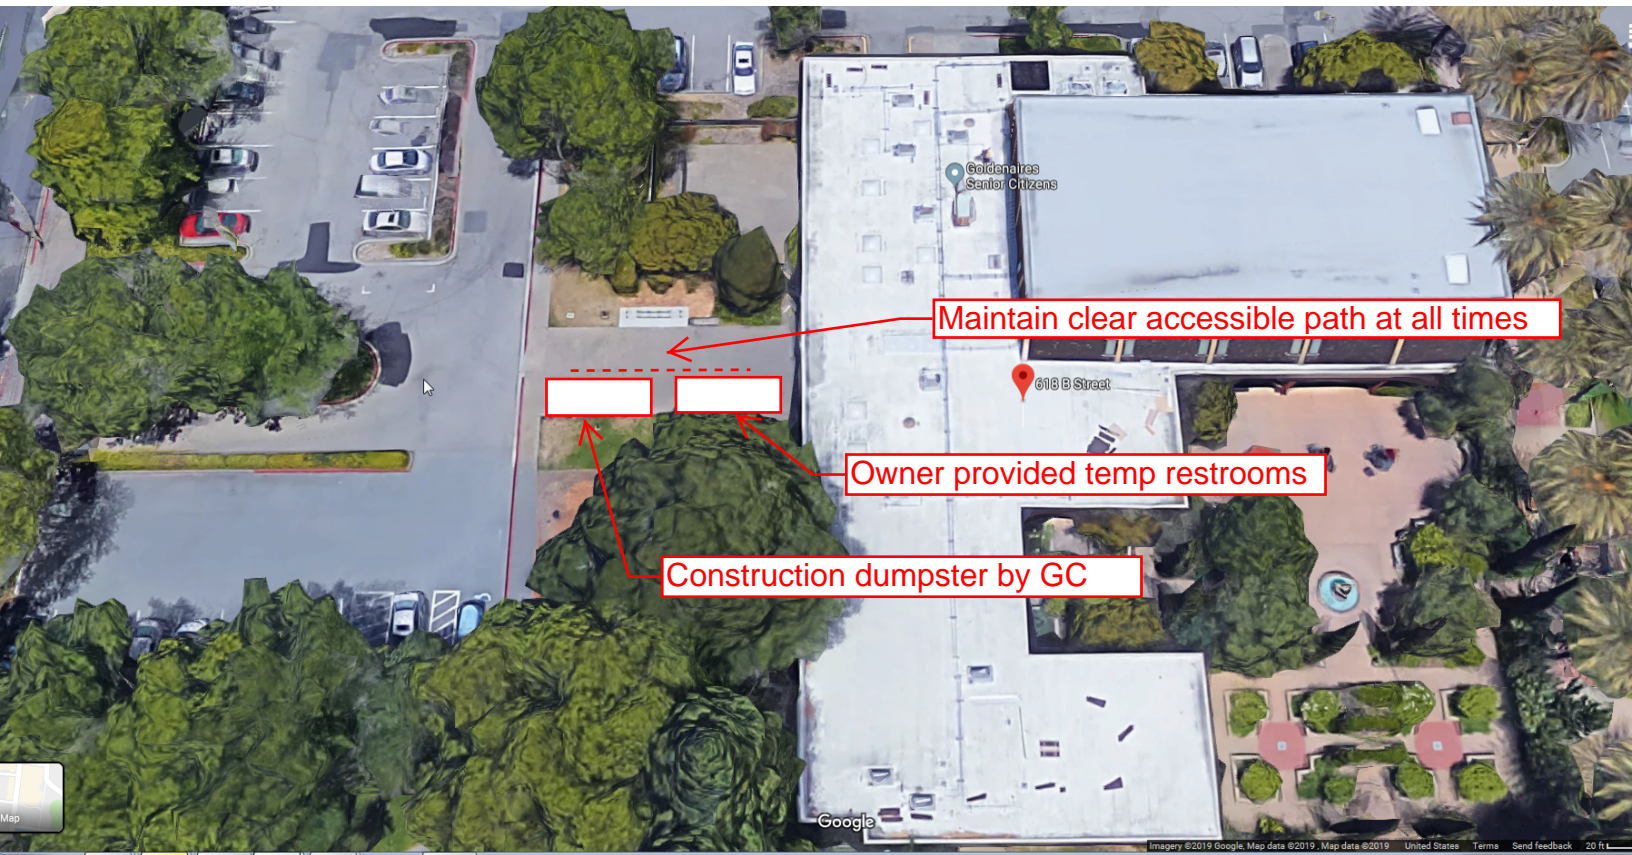 Goldenaires
Senior Citizens
Maintain clear accessible path at all times
618 B Street
Owner provided temp restrooms
Construction dumpster by GC
Map
Google
Imagery ©2019 Google, Map data ©2019 , Map data ©2019 United States Terms Send feedback 20 ft